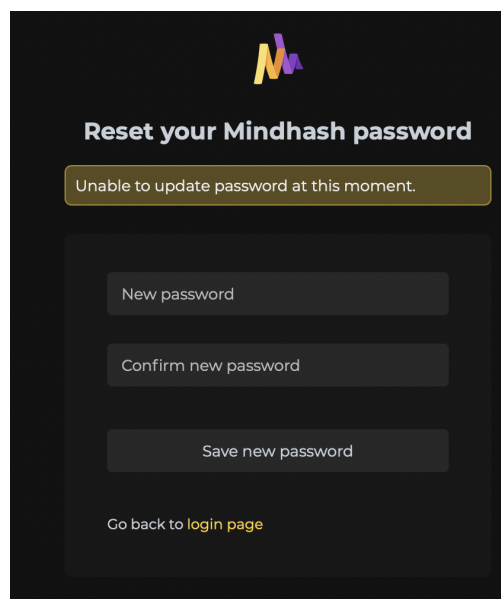 Reset your Mindhash password
Unable to update password at this moment.
New password
Confirm new password
Save new password
Go back to login page